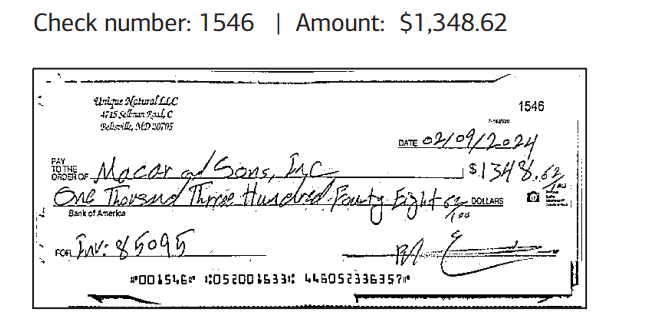 Check number: 1546 | Amount: $1,348.62
Unique Natural LLC
4715 Sellman Road, C
Beltsville, MD 20705
1546
DATE 02/09/2024
PAY TO THE ORDER OF Macar and Sons, Inc $1348.62/100
One Thousand Three Hundred Fourty Eight 62/100 DOLLARS
Bank of America
FOR Inv: 85095
⑈001546⑈ ⑆052001633⑆ 446052336357⑈